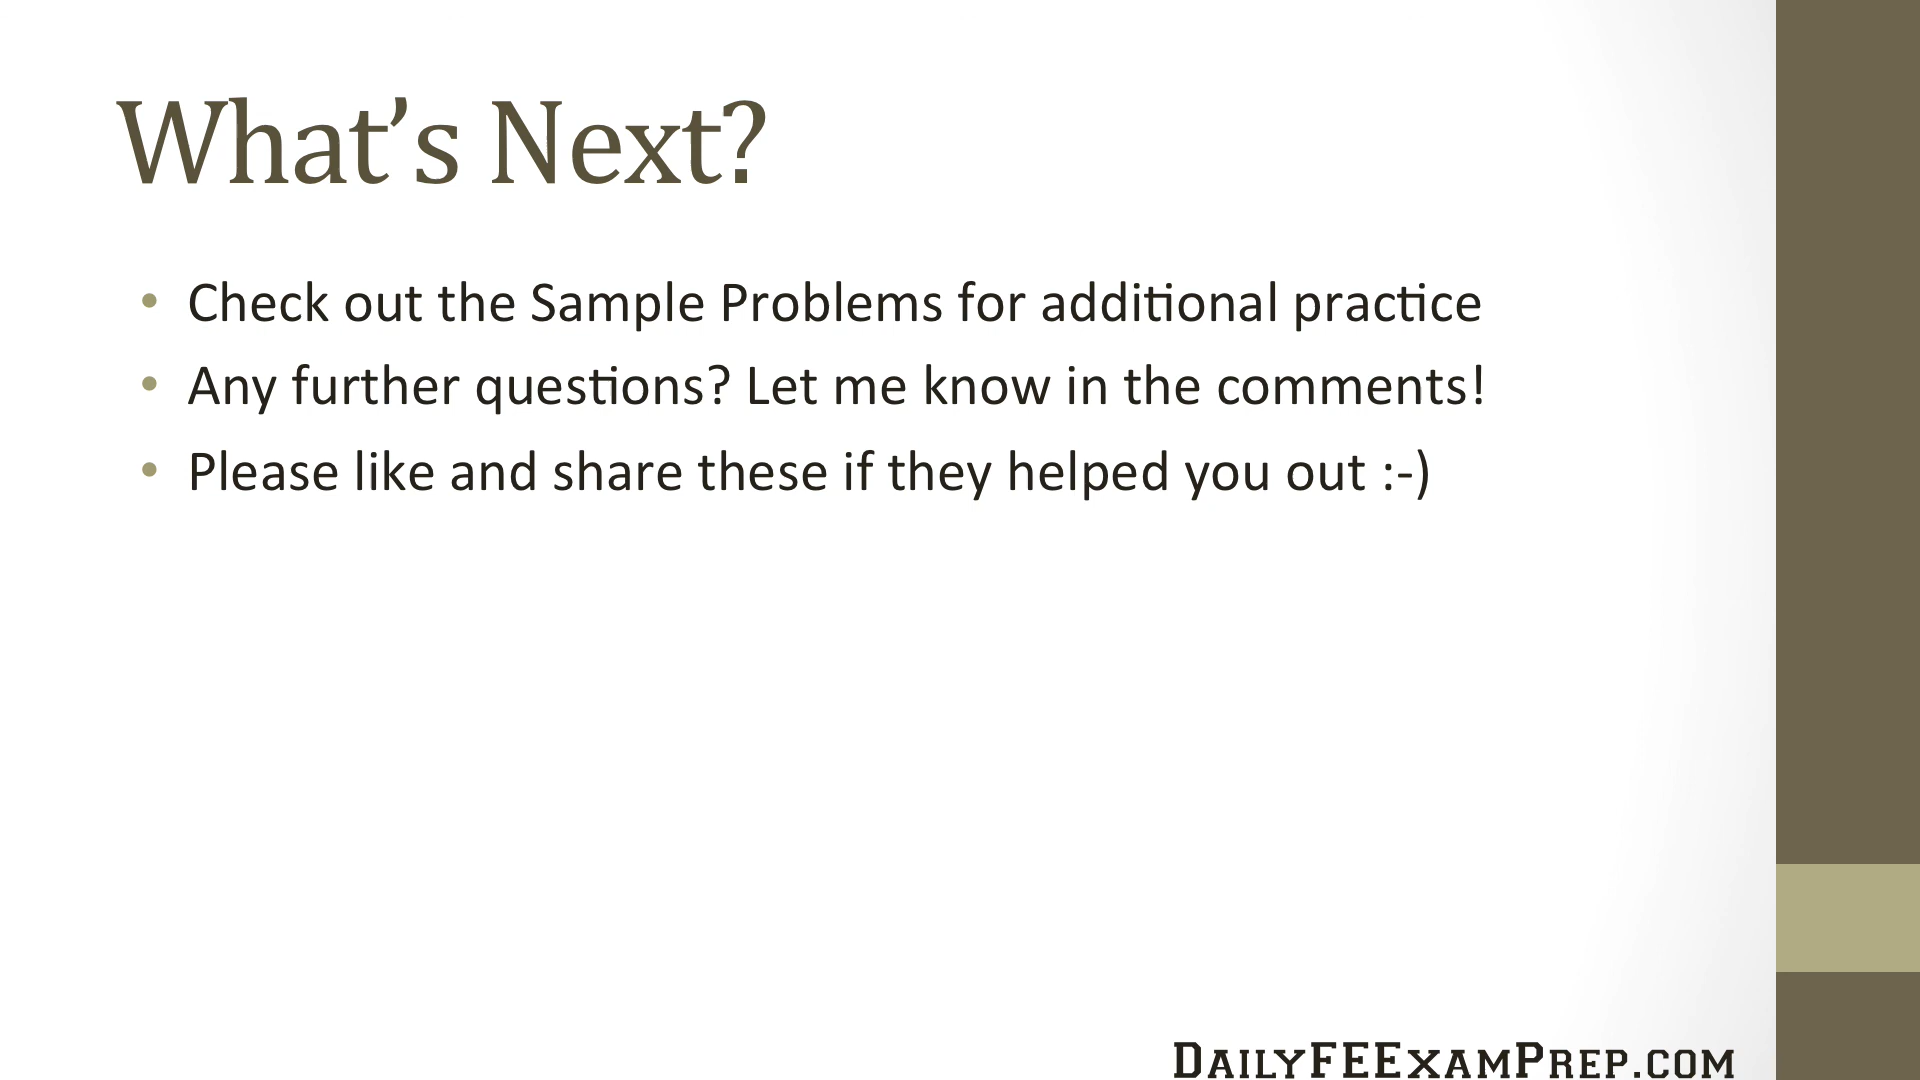 What’s Next?
• Check out the Sample Problems for additional practice
• Any further questions? Let me know in the comments!
• Please like and share these if they helped you out :-)
DailyFEExamPrep.com